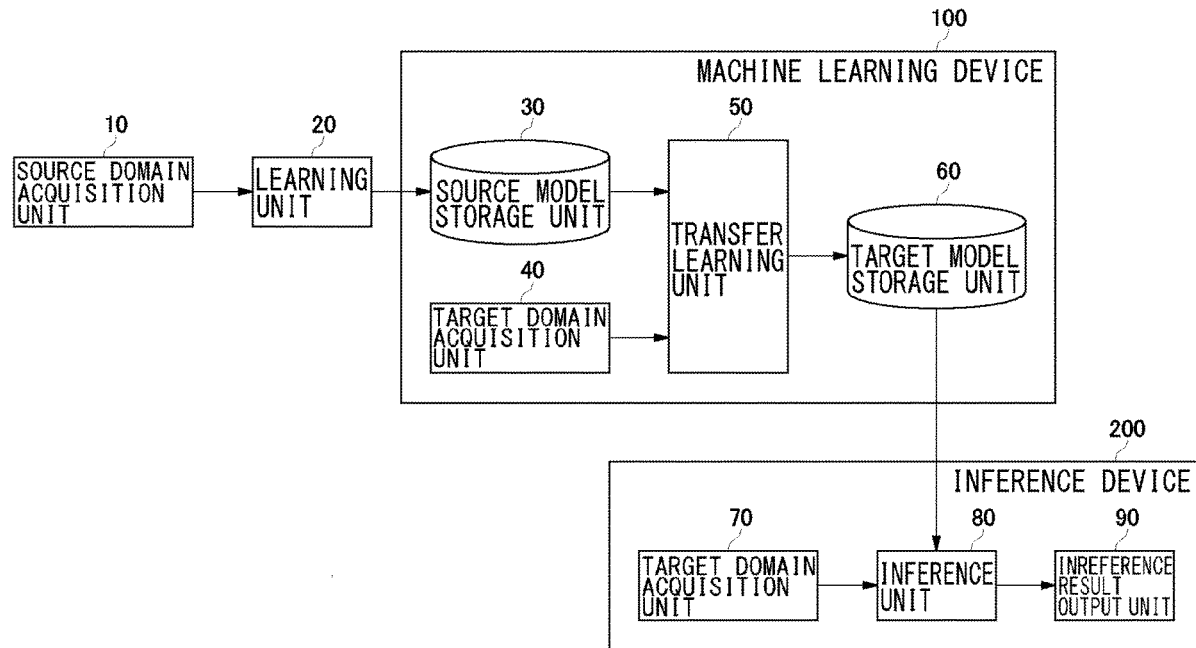 100
MACHINE LEARNING DEVICE
10
SOURCE DOMAIN
ACQUISITION
UNIT
20
LEARNING
UNIT
30
SOURCE MODEL
STORAGE UNIT
40
TARGET DOMAIN
ACQUISITION
UNIT
50
TRANSFER
LEARNING
UNIT
60
TARGET MODEL
STORAGE UNIT
200
INFERENCE DEVICE
70
TARGET DOMAIN
ACQUISITION
UNIT
80
INFERENCE
UNIT
90
INREFERENCE
RESULT
OUTPUT UNIT